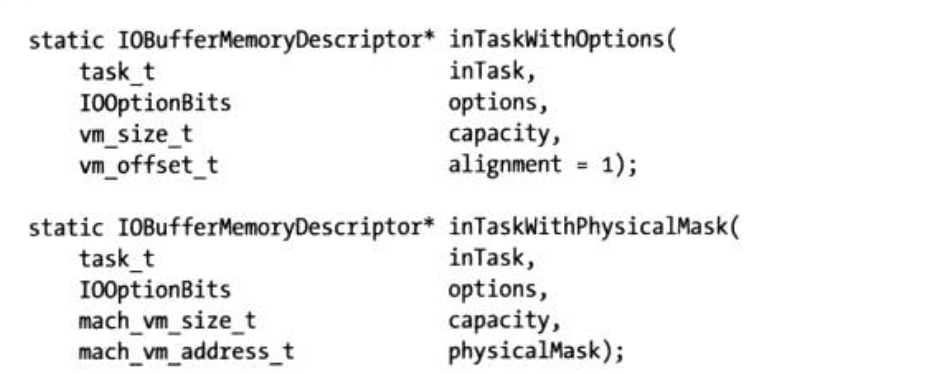 static IOBufferMemoryDescriptor* inTaskWithOptions(
task_t inTask,
IOOptionBits options,
vm_size_t capacity,
vm_offset_t alignment = 1);
static IOBufferMemoryDescriptor* inTaskWithPhysicalMask(
task_t inTask,
IOOptionBits options,
mach_vm_size_t capacity,
mach_vm_address_t physicalMask);